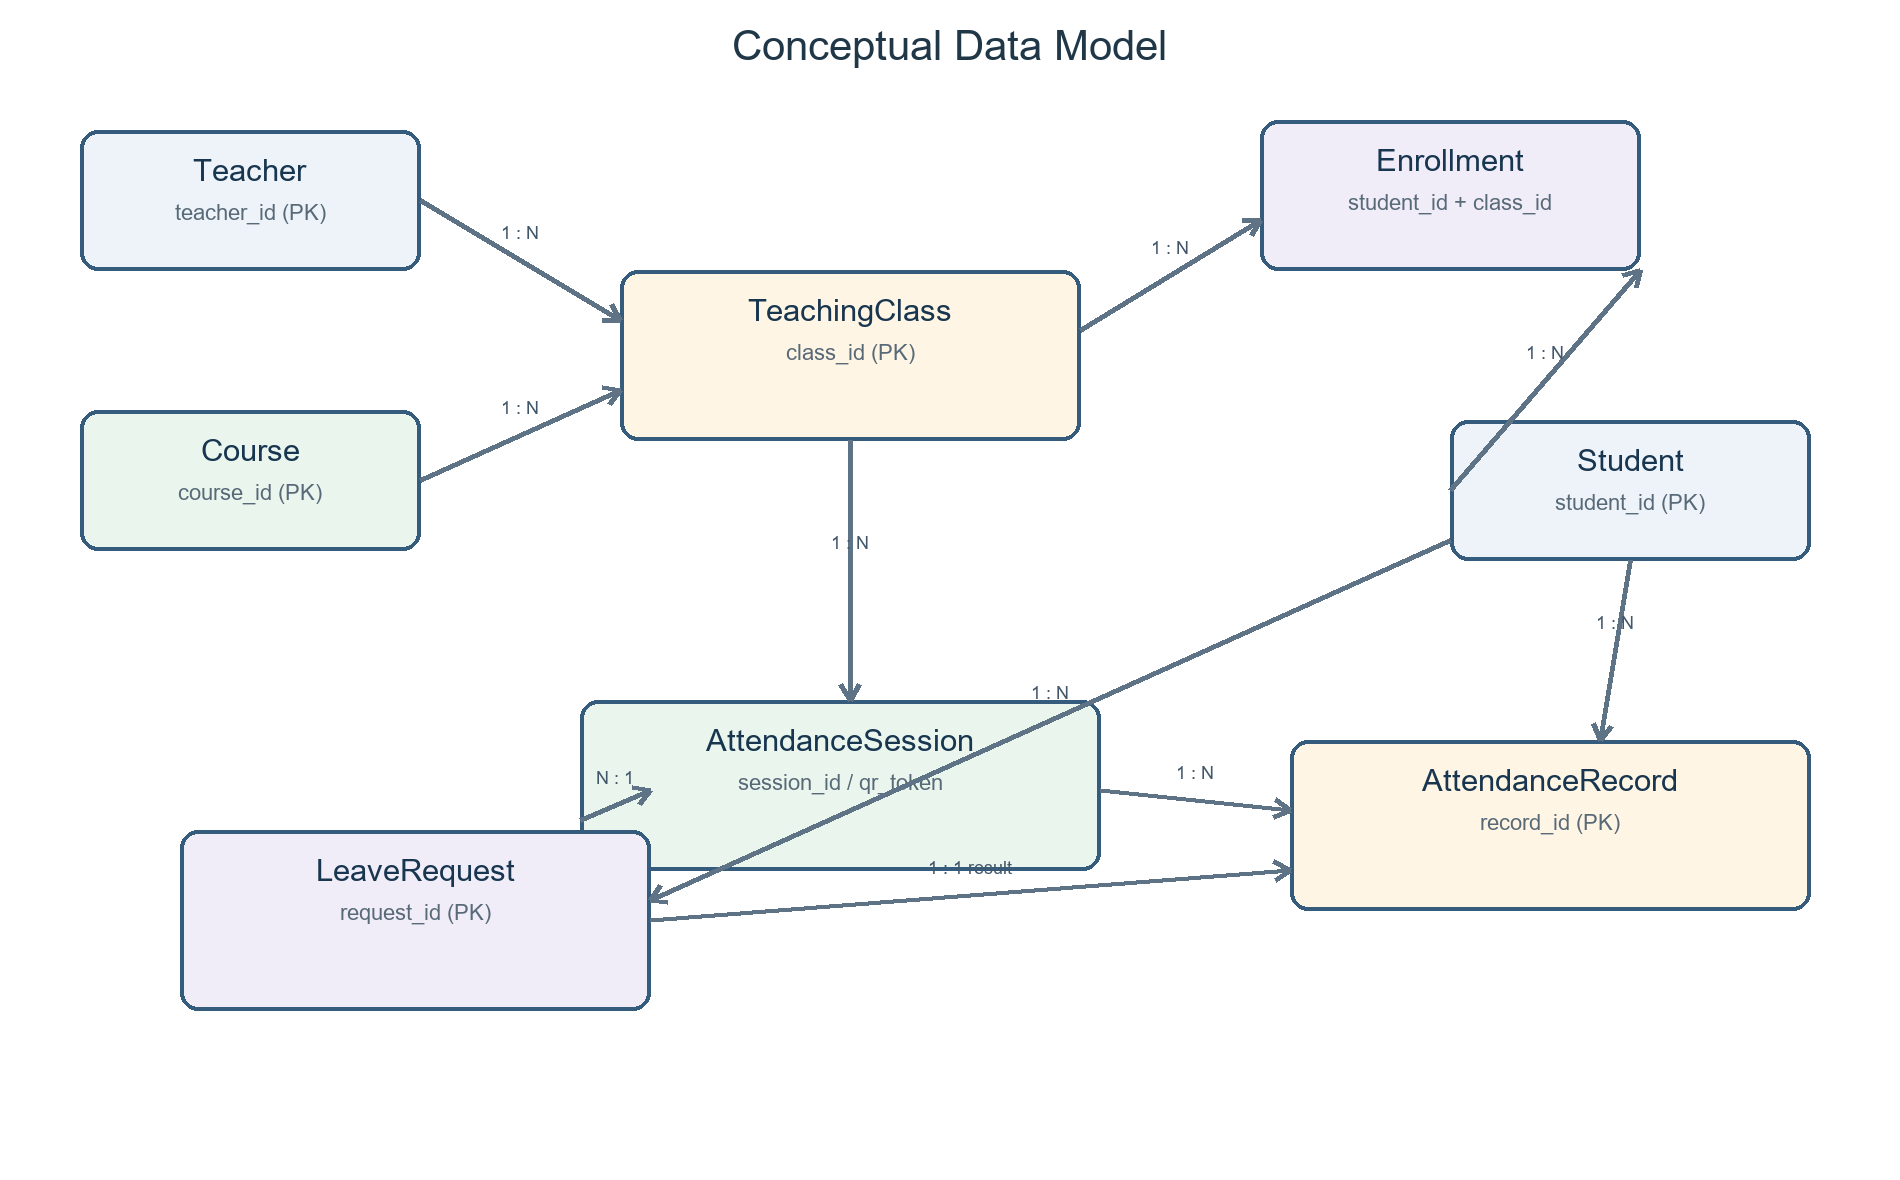 Conceptual Data Model
Teacher
teacher_id (PK)
Enrollment
student_id + class_id
1 : N
1 : N
TeachingClass
class_id (PK)
1 : N
1 : N
Course
course_id (PK)
Student
student_id (PK)
1 : N
1 : N
1 : N
AttendanceSession
session_id / qr_token
N : 1
1 : N
AttendanceRecord
record_id (PK)
LeaveRequest
request_id (PK)
1 : 1 result